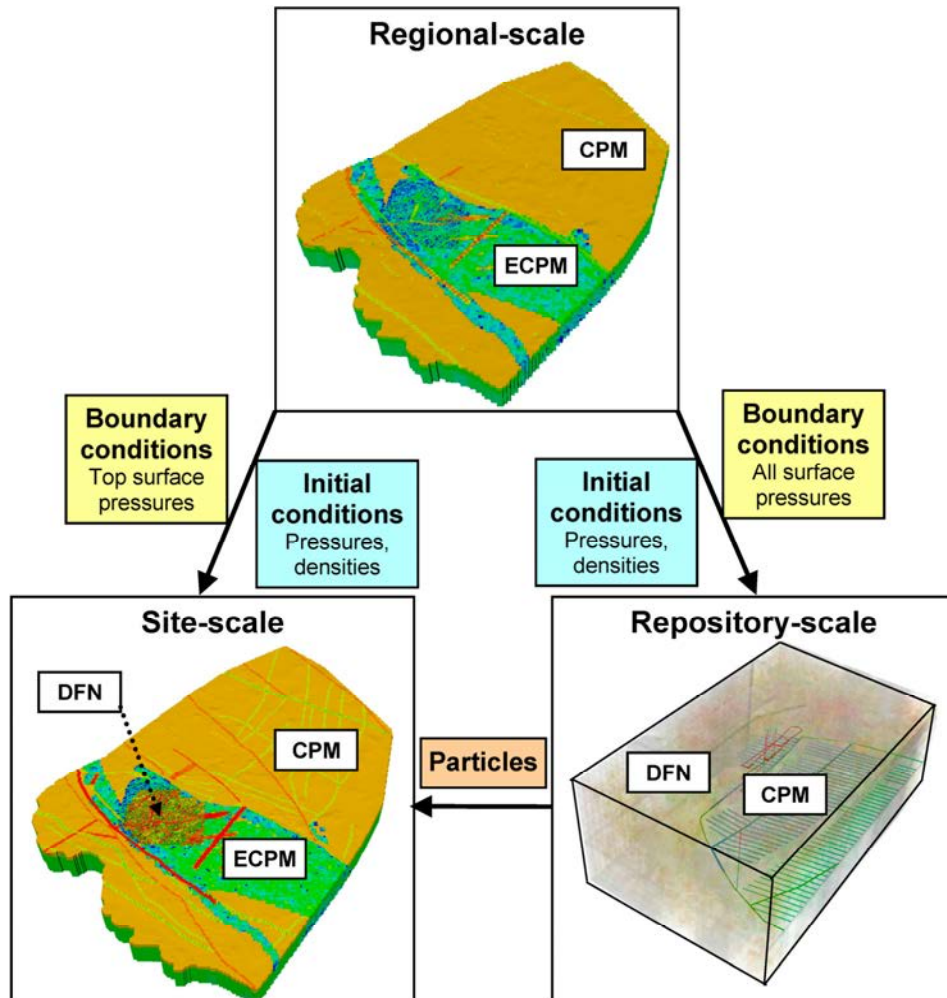 Regional-scale
CPM
ECPM
Boundary
conditions
Top surface
pressures
Initial
conditions
Pressures,
densities
Initial
conditions
Pressures,
densities
Boundary
conditions
All surface
pressures
Site-scale
DFN
CPM
ECPM
Particles
Repository-scale
DFN
CPM